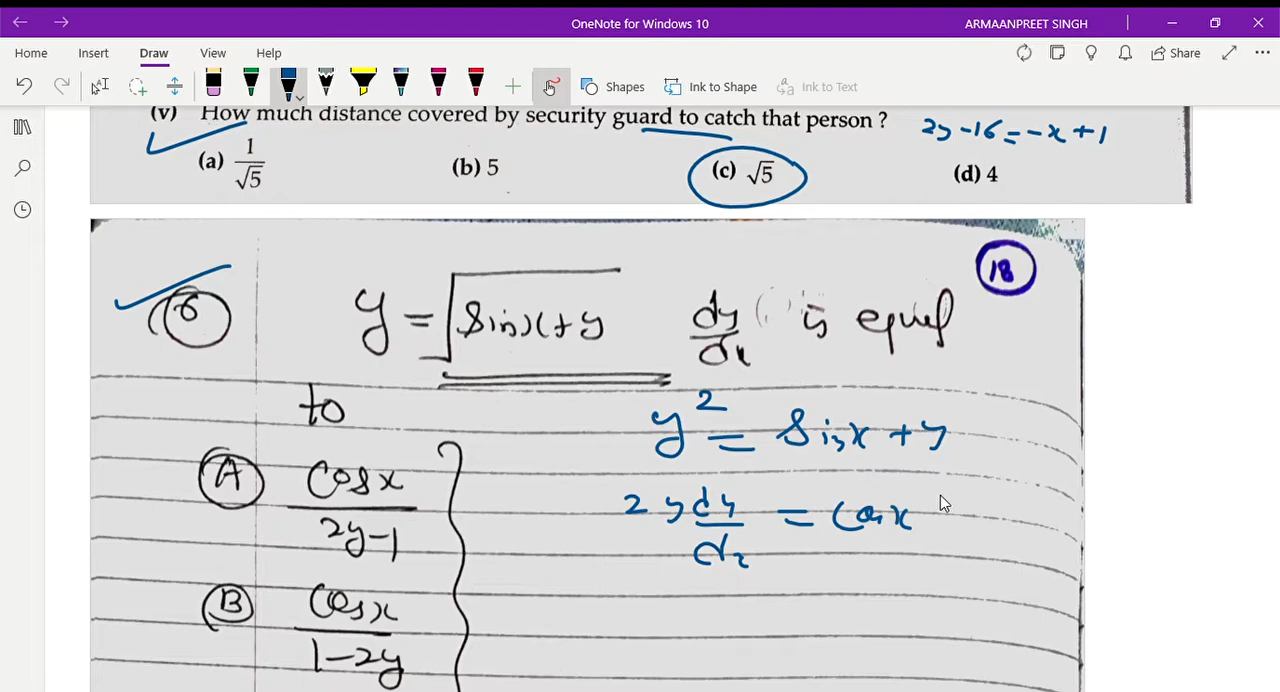 OneNote for Windows 10 ARMAANPREET SINGH
Home Insert Draw View Help Share
Shapes Ink to Shape Ink to Text
(v) How much distance covered by security guard to catch that person ? 2y-16=-x+1
(a) 1/√5 (b) 5 (c) √5 (d) 4
18
6 y = √sinx+y dy/dx is equal
to
y² = sinx + y
A cosx/2y-1
2y dy/dx = cosx
B cosx/1-2y